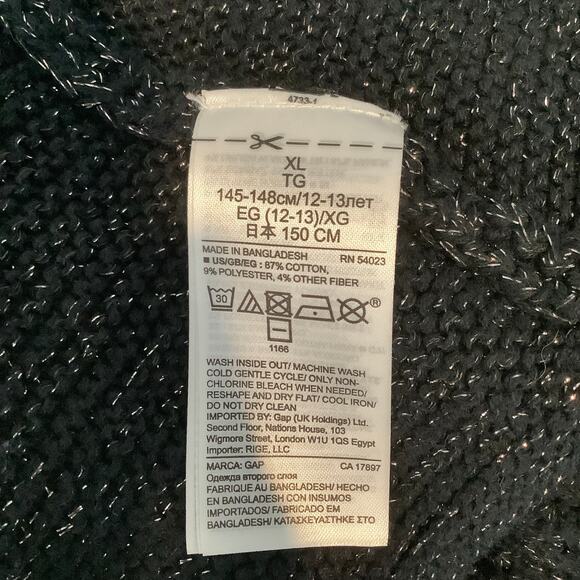 4733-1
XL
TG
145-148см/12-13лет
EG (12-13)/XG
日本 150 CM
MADE IN BANGLADESH RN 54023
■ US/GB/EG : 87% COTTON,
9% POLYESTER, 4% OTHER FIBER
30 ®
1166
WASH INSIDE OUT/ MACHINE WASH
COLD GENTLE CYCLE/ ONLY NON-
CHLORINE BLEACH WHEN NEEDED/
RESHAPE AND DRY FLAT/ COOL IRON/
DO NOT DRY CLEAN
IMPORTED BY: Gap (UK Holdings) Ltd.
Second Floor, Nations House, 103
Wigmore Street, London W1U 1QS Egypt
Importer: RIGE, LLC
MARCA: GAP CA 17897
Одежда второго слоя
FABRIQUE AU BANGLADESH/ HECHO
EN BANGLADESH CON INSUMOS
IMPORTADOS/ FABRICADO EM
BANGLADESH/ ΚΑΤΑΣΚΕΥΑΣΤΗΚΕ ΣΤΟ